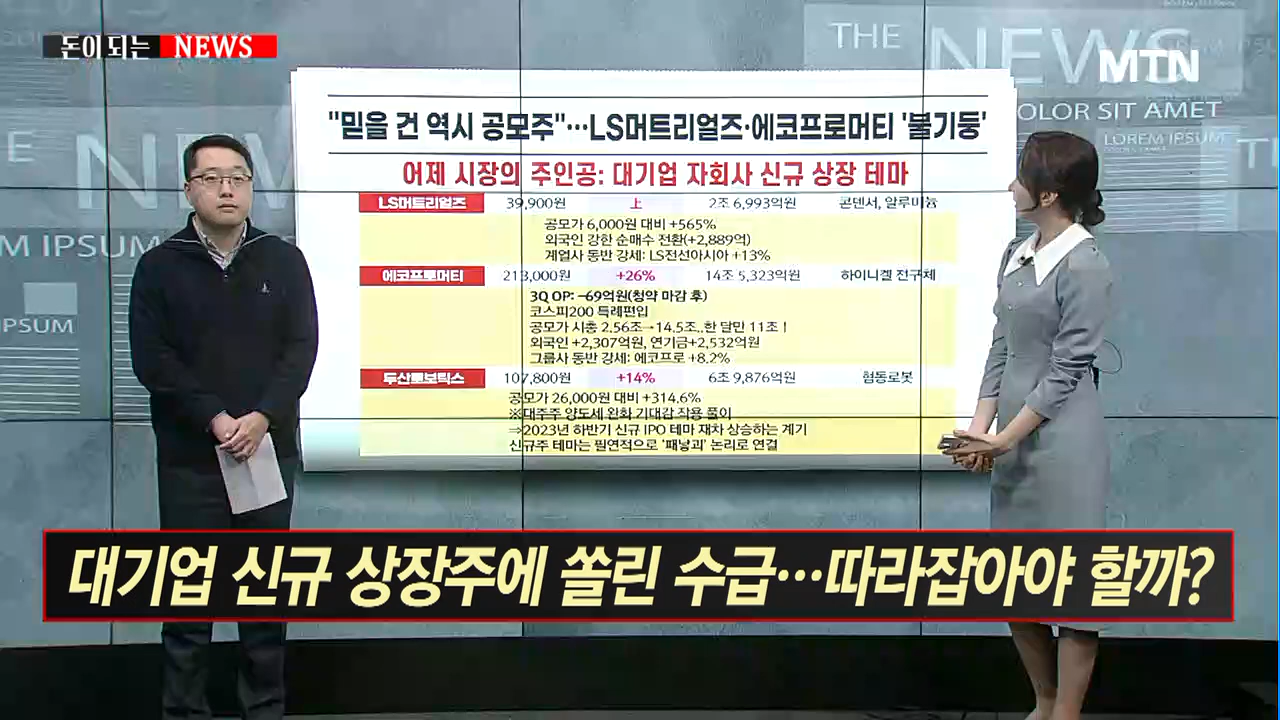 돈이 되는 NEWS
THE NEWS
MTN
DOLOR SIT AMET
LOREM IPSUM
"믿을 건 역시 공모주"…LS머트리얼즈·에코프로머티 '불기둥'
어제 시장의 주인공: 대기업 자회사 신규 상장 테마
LS머트리얼즈 39,900원 上 2조 6,993억원 콘덴서, 알루미늄
공모가 6,000원 대비 +565%
외국인 강한 순매수 전환(+2,889억)
계열사 동반 강세: LS전선아시아 +13%
에코프로머티 213,000원 +26% 14조 5,323억원 하이니켈 전구체
3Q OP: -69억원(청약 마감 후)
코스피200 특례편입
공모가 시총 2.56조→14.5조..한 달만 11조↑
외국인 +2,307억원, 연기금+2,532억원
그룹사 동반 강세: 에코프로 +8.2%
두산로보틱스 107,800원 +14% 6조 9,876억원 협동로봇
공모가 26,000원 대비 +314.6%
※대주주 양도세 완화 기대감 작용 풀이
⇒2023년 하반기 신규 IPO 테마 재차 상승하는 계기
신규주 테마는 필연적으로 '패닝괴' 논리로 연결
E NEW
M IPSUM
IPSUM
대기업 신규 상장주에 쏠린 수급…따라잡아야 할까?